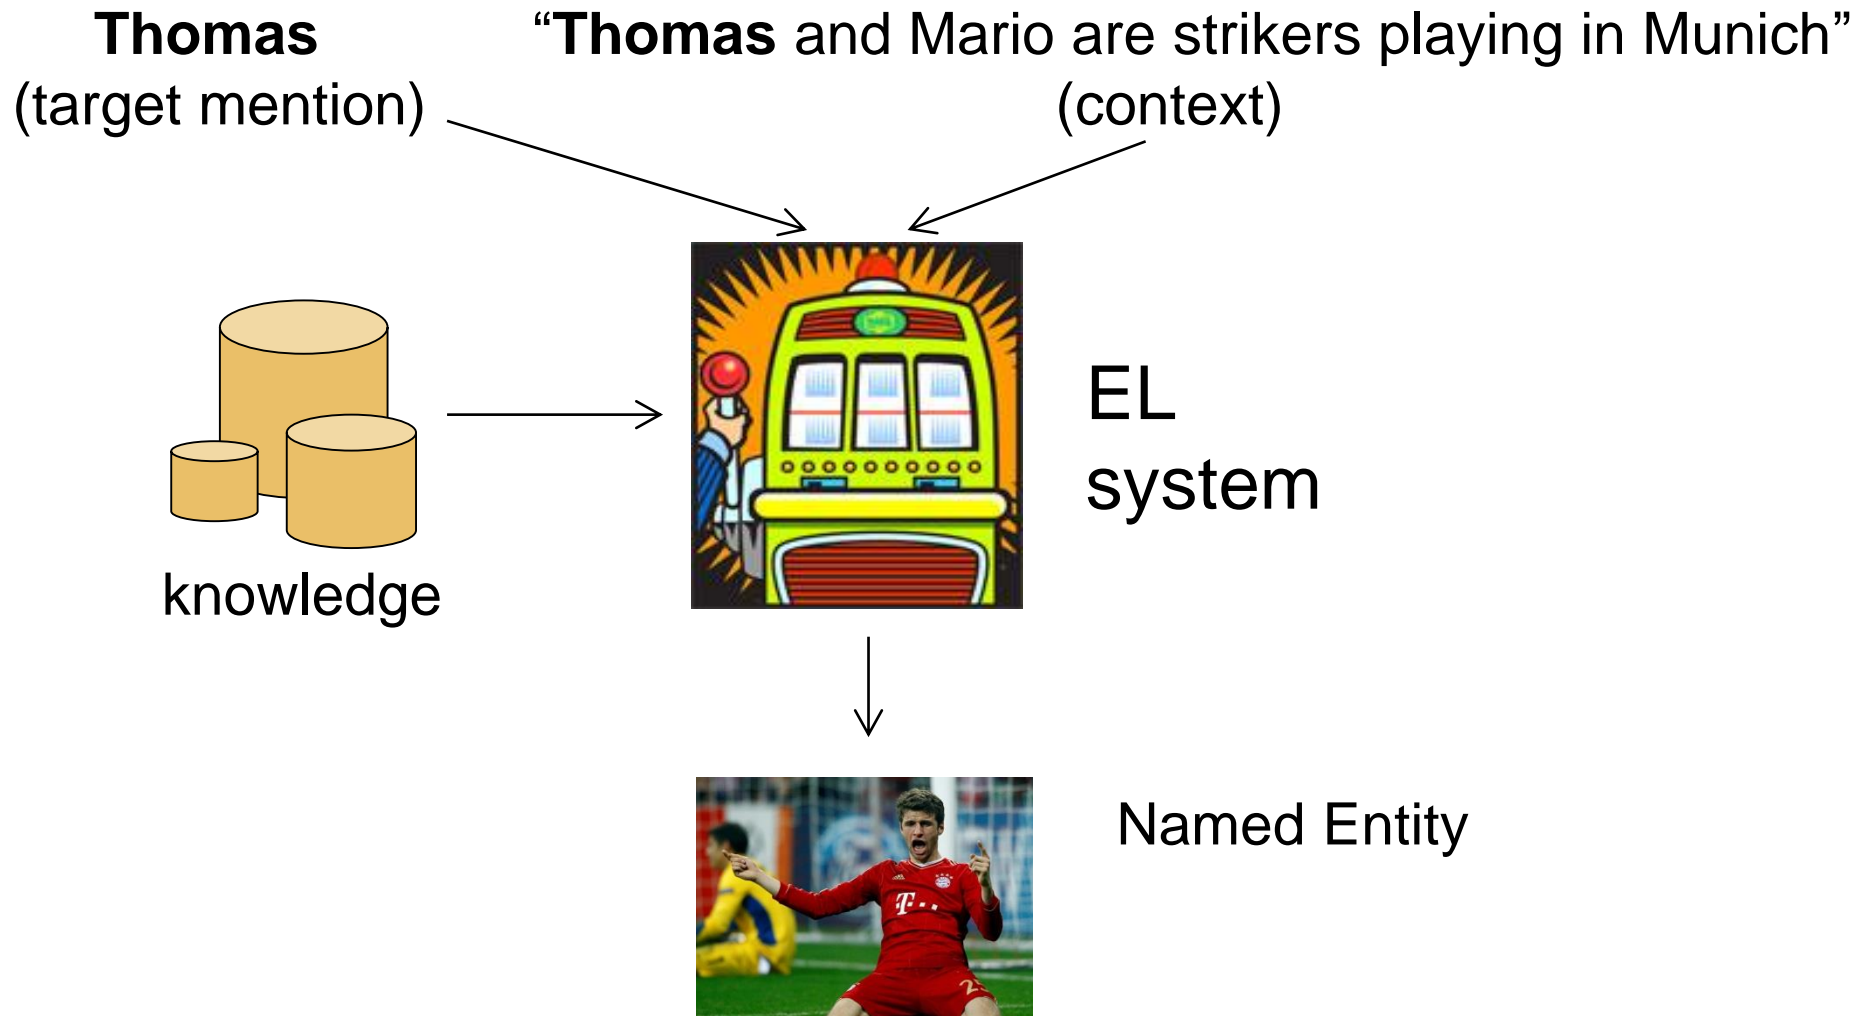 Thomas
(target mention)
“Thomas and Mario are strikers playing in Munich”
(context)
EL
system
knowledge
Named Entity
T